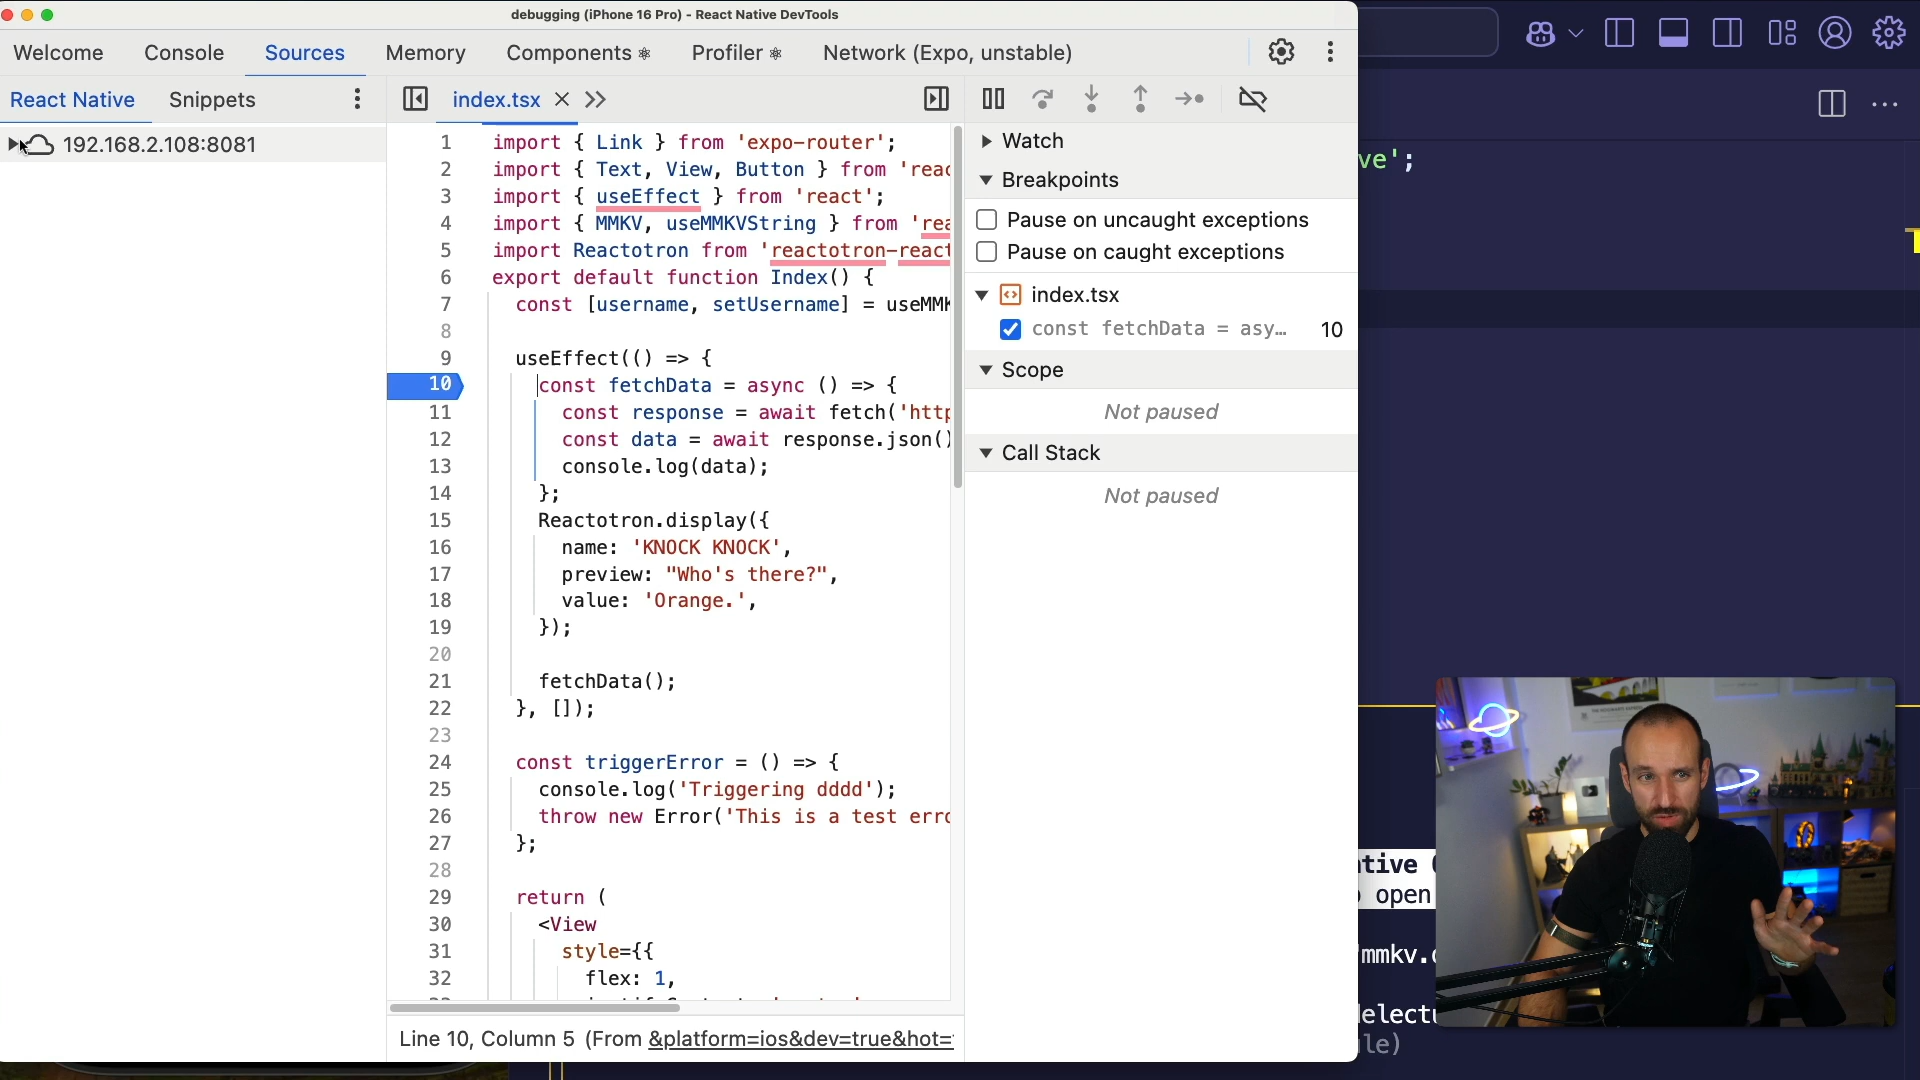 debugging (iPhone 16 Pro) - React Native DevTools
Welcome Console Sources Memory Components ⚛ Profiler ⚛ Network (Expo, unstable)
React Native Snippets
index.tsx
192.168.2.108:8081
1 import { Link } from 'expo-router';
2 import { Text, View, Button } from 'reac
3 import { useEffect } from 'react';
4 import { MMKV, useMMKVString } from 'rea
5 import Reactotron from 'reactotron-react
6 export default function Index() {
7 const [username, setUsername] = useMMK
8
9 useEffect(() => {
10 const fetchData = async () => {
11 const response = await fetch('http
12 const data = await response.json()
13 console.log(data);
14 };
15 Reactotron.display({
16 name: 'KNOCK KNOCK',
17 preview: "Who's there?",
18 value: 'Orange.',
19 });
20
21 fetchData();
22 }, []);
23
24 const triggerError = () => {
25 console.log('Triggering dddd');
26 throw new Error('This is a test erro
27 };
28
29 return (
30 <View
31 style={{
32 flex: 1,
Line 10, Column 5 (From &platform=ios&dev=true&hot=
Watch
Breakpoints
Pause on uncaught exceptions
Pause on caught exceptions
index.tsx
const fetchData = asy… 10
Scope
Not paused
Call Stack
Not paused
ve';
open
'mmkv.